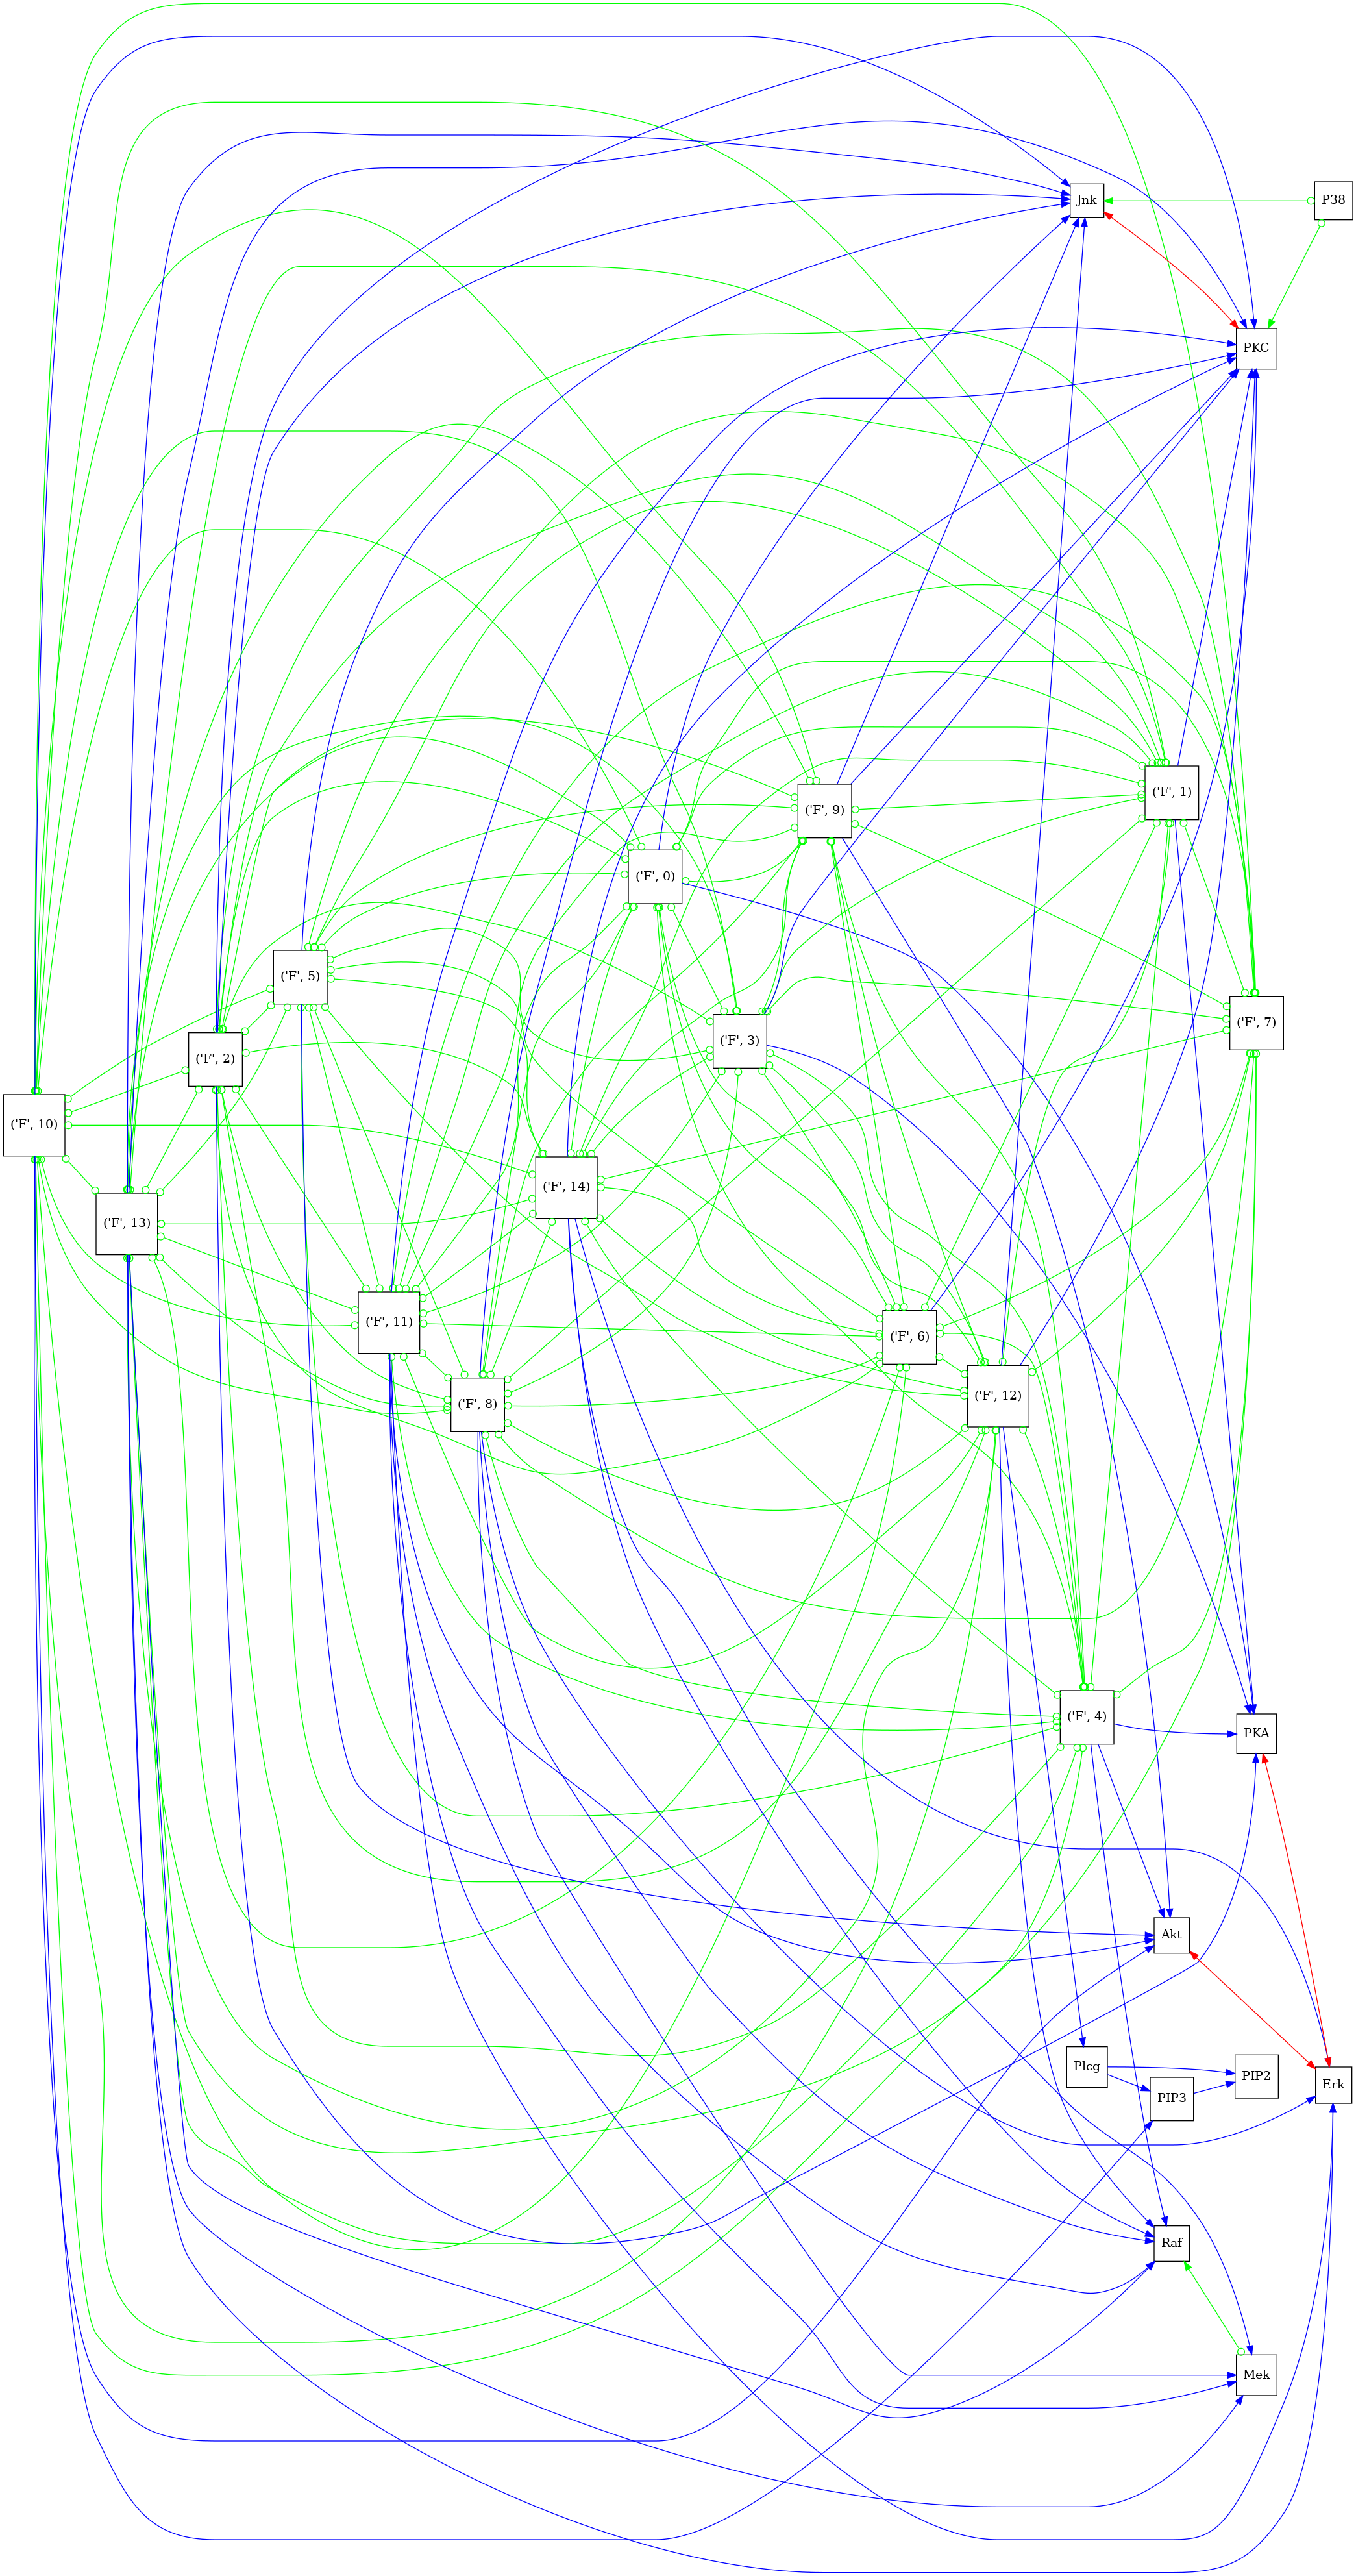 P38
Jnk
PKC
('F', 1)
('F', 9)
('F', 0)
('F', 5)
('F', 7)
('F', 3)
('F', 2)
('F', 10)
('F', 14)
('F', 13)
('F', 11)
('F', 6)
('F', 12)
('F', 8)
('F', 4)
PKA
Akt
Plcg
PIP2
Erk
PIP3
Raf
Mek